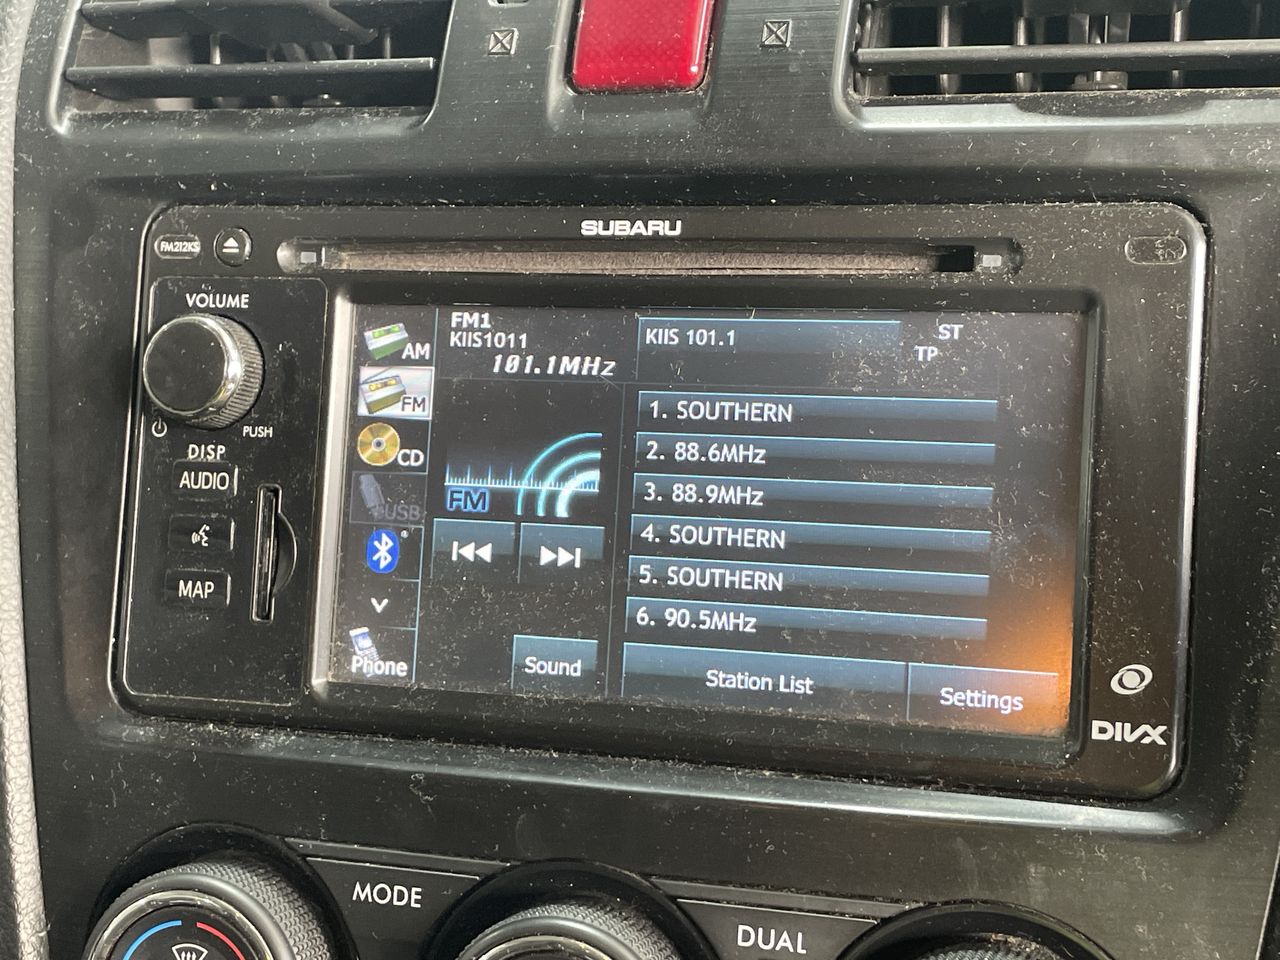 SUBARU
FM212KS
VOLUME
PUSH
DISP
AUDIO
MAP
AM
FM
CD
USB
Phone
FM1
KIIS1011
101.1MHz
FM
Sound
KIIS 101.1
ST
TP
1. SOUTHERN
2. 88.6MHz
3. 88.9MHz
4. SOUTHERN
5. SOUTHERN
6. 90.5MHz
Station List
Settings
DIVX
MODE
DUAL